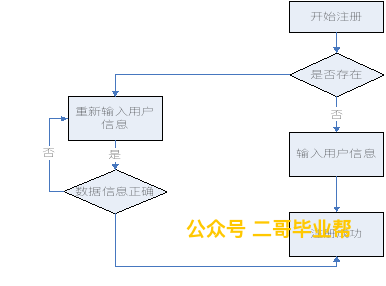 开始注册
是否存在
重新输入用户
信息
否
否
是
输入用户信息
数据信息正确
公众号 二哥毕业帮
注册成功